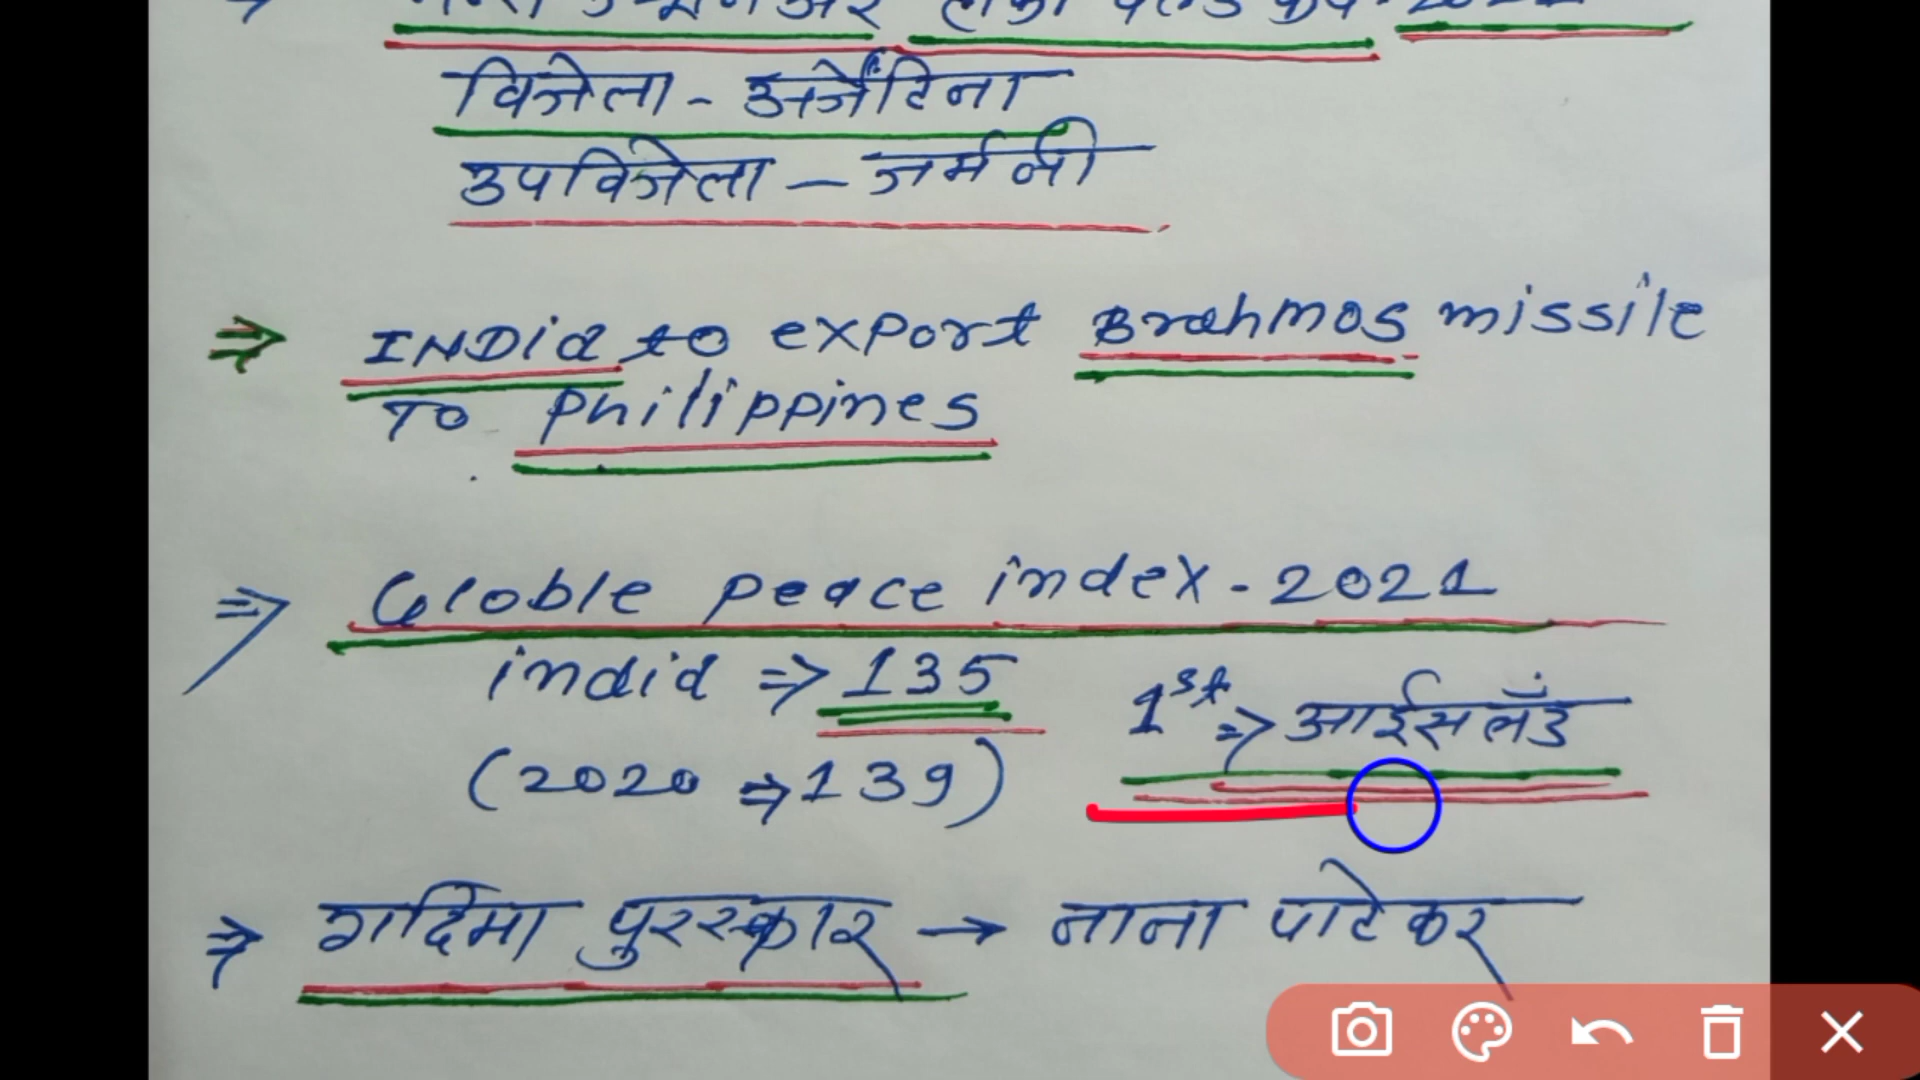 विजेता - अर्जेंटिना
उपविजेता - जर्मनी
⇒ INDia to export Brahmos missile
To philippines
⇒ Globle peace index - 2021
india ⇒ 135
1st ⇒ आईसलँड
(2020 ⇒ 139)
⇒ गदिमा पुरस्कार → नाना पाटेकर